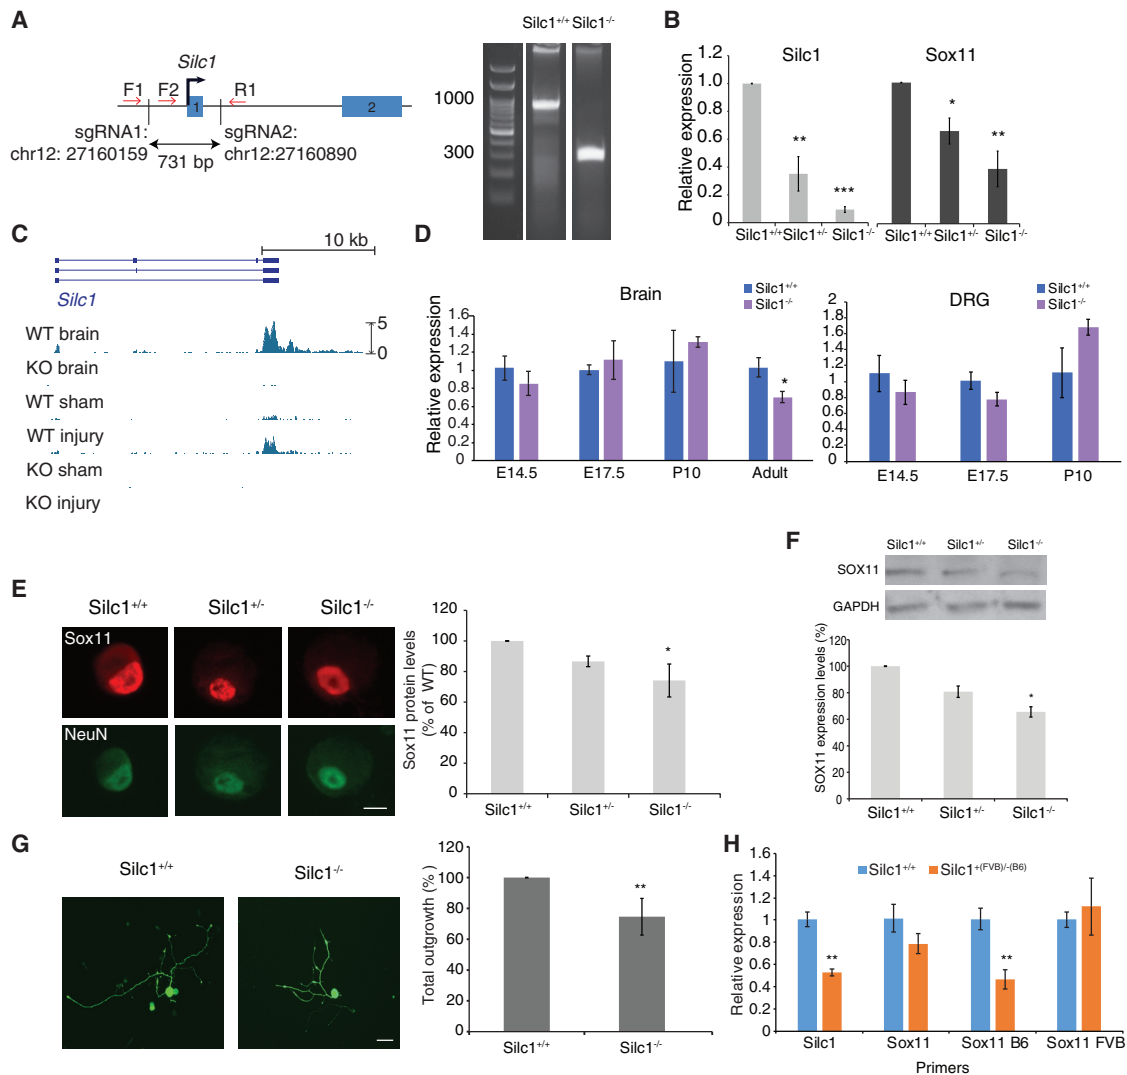 A
Silc1+/+ Silc1-/-
Silc1
F1 F2 R1
1
2
sgRNA1:
chr12: 27160159
731 bp
sgRNA2:
chr12:27160890
1000
300
B
Silc1
Sox11
Relative expression
1.2
1.0
0.8
0.6
0.4
0.2
0
**
***
*
**
Silc1+/+ Silc1+/- Silc1-/-
Silc1+/+ Silc1+/- Silc1-/-
C
10 kb
Silc1
WT brain
5
0
KO brain
WT sham
WT injury
KO sham
KO injury
D
Brain
Silc1+/+
Silc1-/-
Relative expression
1.6
1.4
1.2
1
0.8
0.6
0.4
0.2
0
*
E14.5 E17.5 P10 Adult
DRG
Silc1+/+
Silc1-/-
2
1.8
1.6
1.4
1.2
1
0.8
0.6
0.4
0.2
0
E14.5 E17.5 P10
E
Silc1+/+ Silc1+/- Silc1-/-
Sox11
NeuN
Sox11 protein levels
(% of WT)
120
100
80
60
40
20
0
*
Silc1+/+ Silc1+/- Silc1-/-
F
Silc1+/+ Silc1+/- Silc1-/-
SOX11
GAPDH
SOX11 expression levels (%)
120
100
80
60
40
20
0
*
Silc1+/+ Silc1+/- Silc1-/-
G
Silc1+/+ Silc1-/-
Total outgrowth (%)
120
100
80
60
40
20
0
**
Silc1+/+ Silc1-/-
H
Silc1+/+ Silc1+(FVB)/-(B6)
Relative expression
1.6
1.4
1.2
1
0.8
0.6
0.4
0.2
0
**
**
Silc1 Sox11 Sox11 B6 Sox11 FVB
Primers